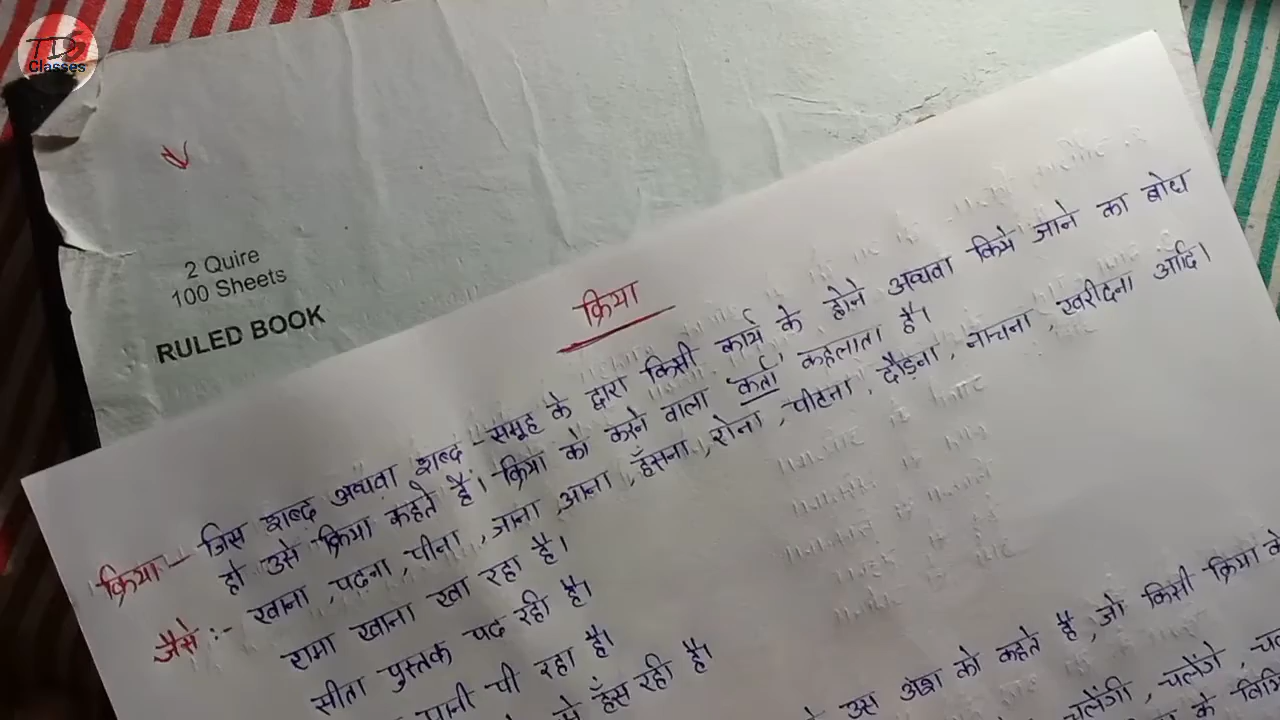 TDS
Classes
2 Quire
100 Sheets
RULED BOOK
क्रिया
क्रिया - जिस शब्द अथवा शब्द - समूह के द्वारा किसी कार्य के होने अथवा किये जाने का बोध
हो उसे क्रिया कहते हैं। क्रिया को करने वाला कर्ता कहलाता है।
जैसे :- खाना, पढ़ना, पीना, जाना, आना, हँसना, रोना, पीटना, दौड़ना, नाचना, खरीदना आदि।
रामा खाना खा रहा है।
सीता पुस्तक पढ़ रही है।
पानी पी रहा है।
से हँस रही है।
उस अंश को कहते है, जो किसी क्रिया के
चलेंगी, चलेंगे,
के